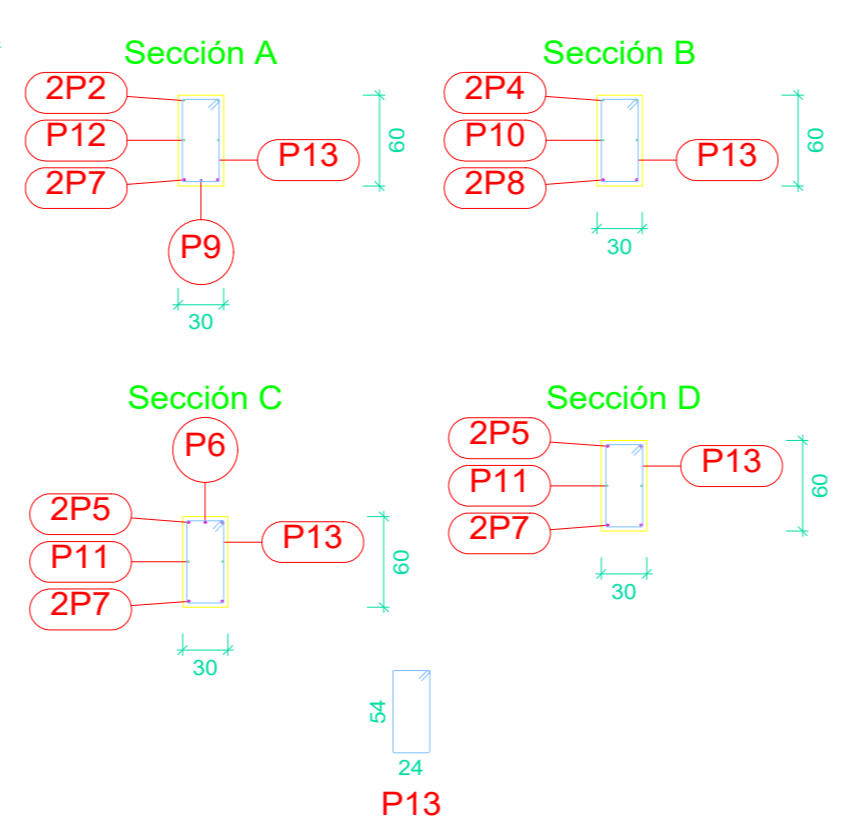 Sección A
2P2
P12
2P7
P13
P9
60
30
Sección B
2P4
P10
2P8
P13
60
30
Sección C
P6
2P5
P11
2P7
P13
60
30
Sección D
2P5
P11
2P7
P13
60
30
54
24
P13